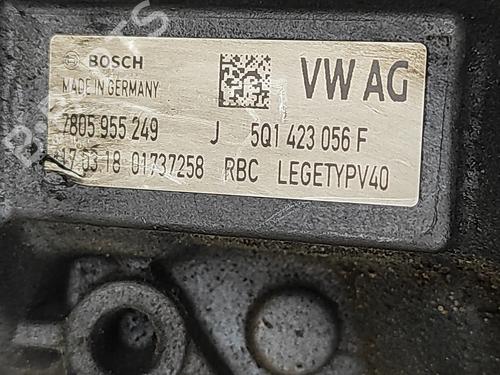 BOSCH
MADE IN GERMANY
VW AG
7805 955 249 J 5Q1 423 056 F
17.03.18 01737258 RBC LEGETYPV40